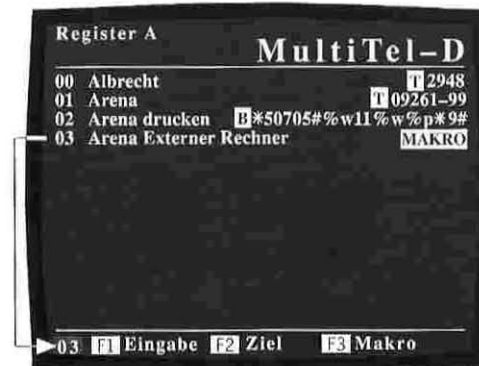 Register A
MultiTel-D
00 Albrecht T 2948
01 Arena T 09261-99
02 Arena drucken B *50705#%w11%w%p*9#
03 Arena Externer Rechner MAKRO
03 F1 Eingabe F2 Ziel F3 Makro